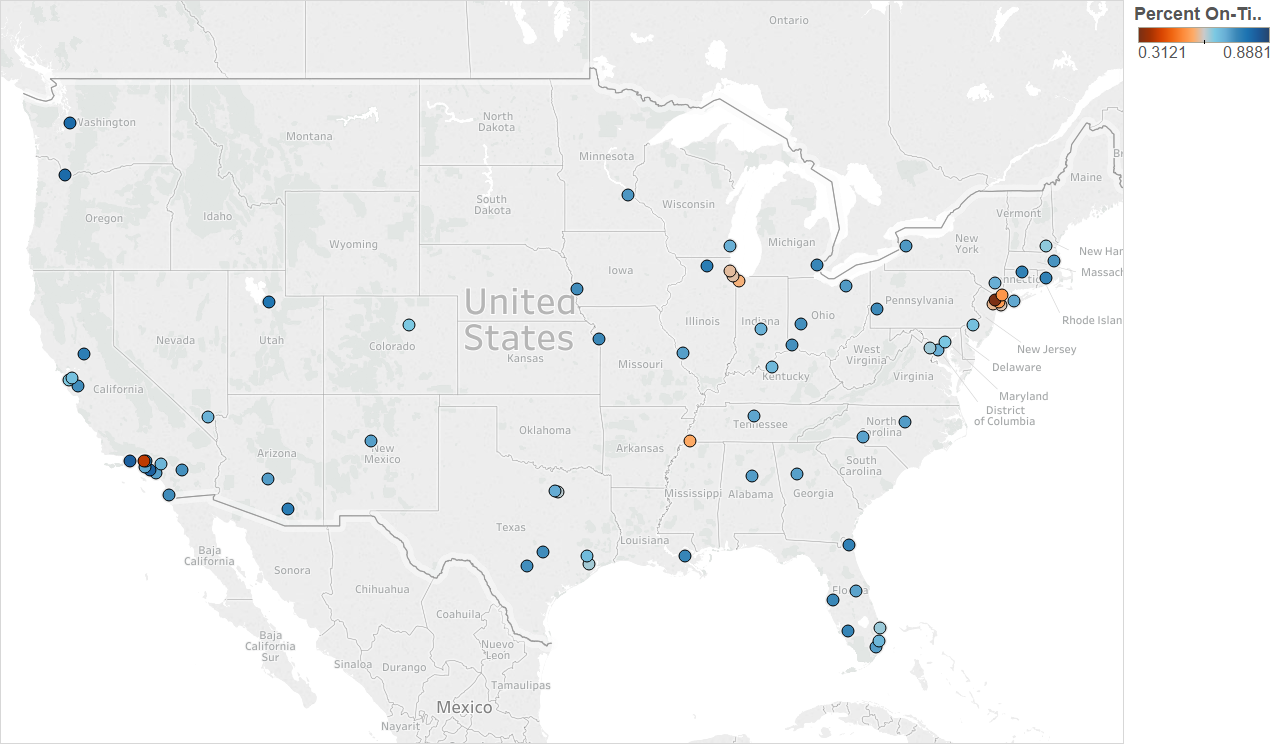 Percent On-Ti..
0.3121
0.8881
Ontario
Washington
Montana
North
Dakota
Minnesota
Maine
Oregon
Idaho
South
Dakota
Wisconsin
Vermont
Wyoming
Michigan
New
York
New Ham
Massach
Iowa
Nevada
Utah
Colorado
United
States
Kansas
Illinois
Indiana
Ohio
Pennsylvania
Rhode Islan
California
Missouri
West
Virginia
Virginia
Kentucky
New Jersey
Delaware
Maryland
District
of Columbia
Arizona
New
Mexico
Oklahoma
Arkansas
Tennessee
North
Carolina
South
Carolina
Mississippi
Alabama
Georgia
Texas
Louisiana
Florida
Baja
California
Sonora
Chihuahua
Coahuila
Baja
California
Sur
Sinaloa
Durango
Nuevo
Leon
Tamaulipas
Mexico
Nayarit